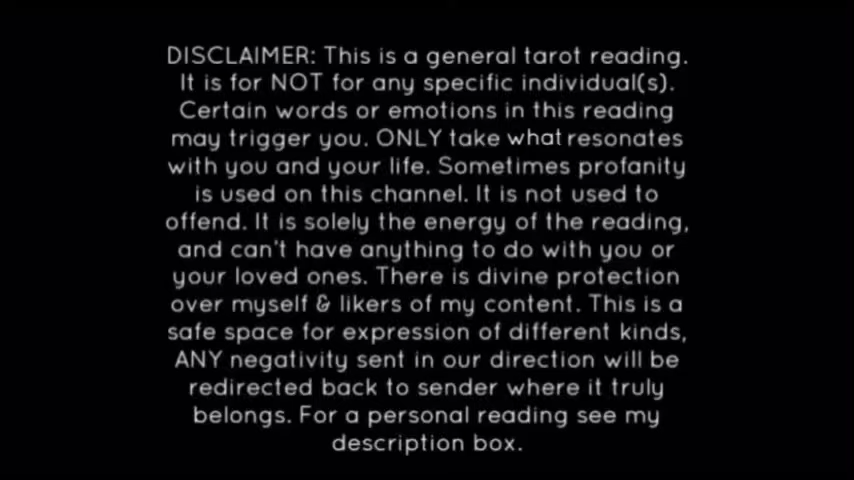 DISCLAIMER: This is a general tarot reading.
It is for NOT for any specific individual(s).
Certain words or emotions in this reading
may trigger you. ONLY take what resonates
with you and your life. Sometimes profanity
is used on this channel. It is not used to
offend. It is solely the energy of the reading,
and can't have anything to do with you or
your loved ones. There is divine protection
over myself & likers of my content. This is a
safe space for expression of different kinds,
ANY negativity sent in our direction will be
redirected back to sender where it truly
belongs. For a personal reading see my
description box.